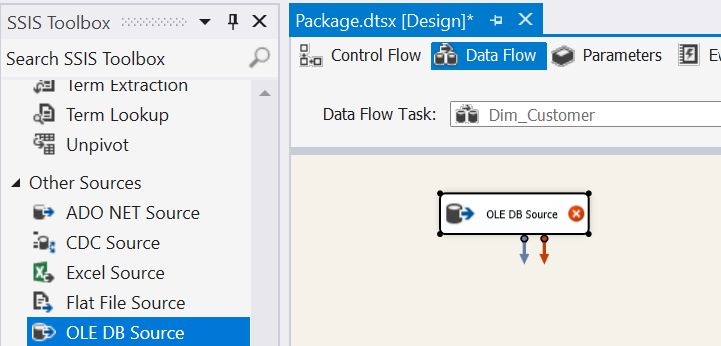 SSIS Toolbox
Search SSIS Toolbox
Term Extraction
Term Lookup
Unpivot
Other Sources
ADO NET Source
CDC Source
Excel Source
Flat File Source
OLE DB Source
Package.dtsx [Design]*
Control Flow
Data Flow
Parameters
Ev
Data Flow Task:
Dim_Customer
OLE DB Source